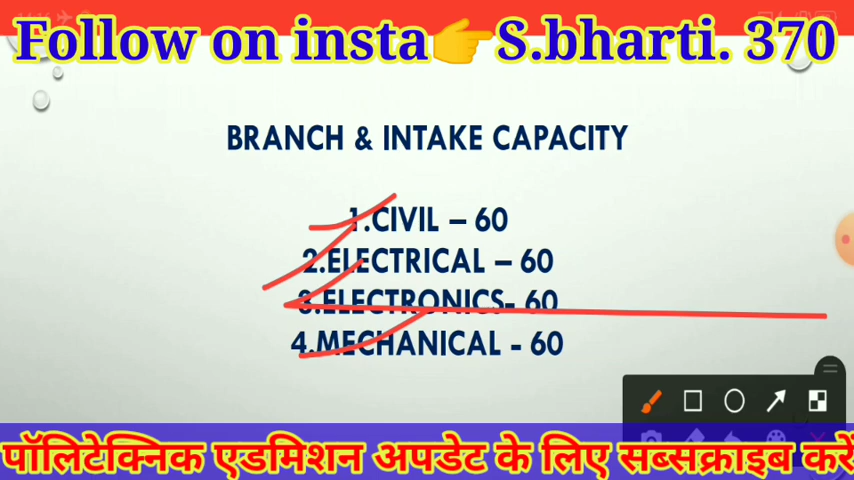 Follow on insta👉S.bharti. 370
BRANCH & INTAKE CAPACITY
1.CIVIL – 60
2.ELECTRICAL – 60
3.ELECTRONICS- 60
4.MECHANICAL - 60
पॉलिटेक्निक एडमिशन अपडेट के लिए सब्सक्राइब करें